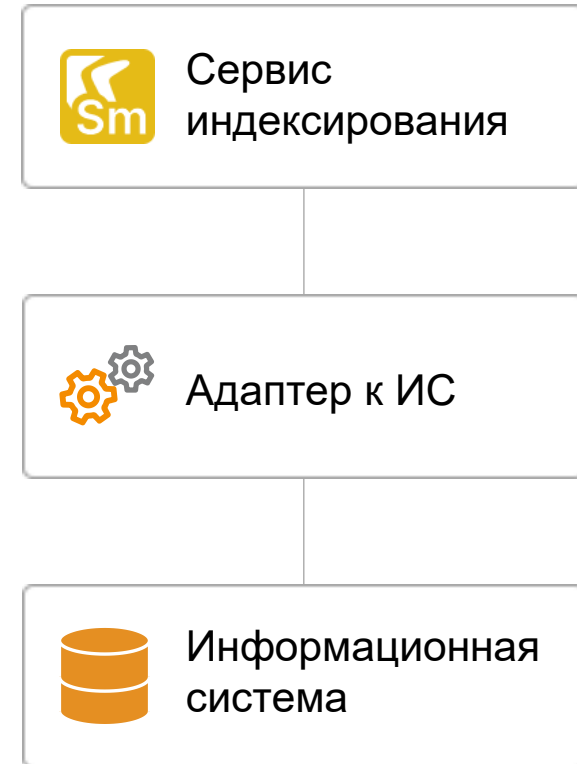 Sm
Сервис
индексирования
Адаптер к ИС
Информационная
система